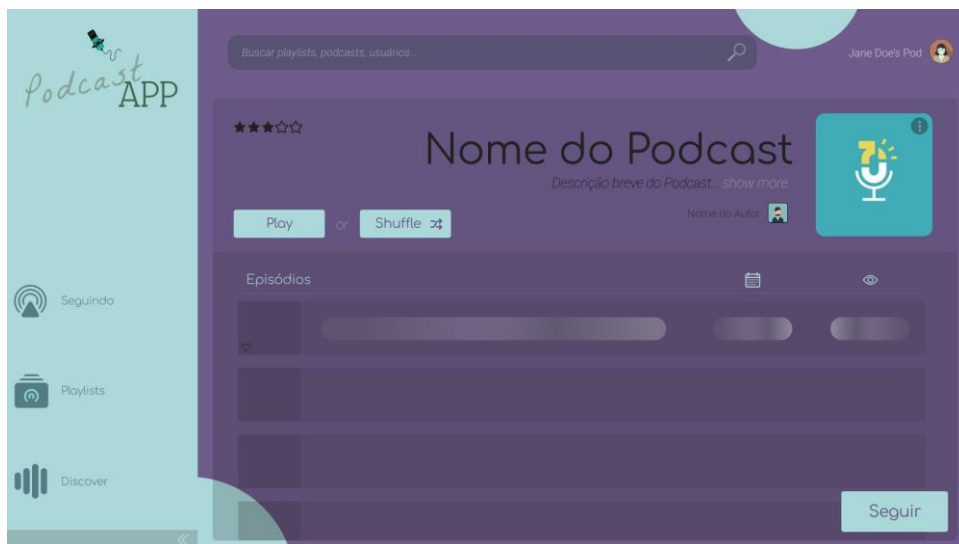 Podcast
APP
Buscar playlists, podcasts, usuários...
Jane Doe's Pod
Nome do Podcast
Descrição breve do Podcast... show more
Nome do Autor
Play or Shuffle
Episódios
Seguindo
Playlists
Discover
Seguir